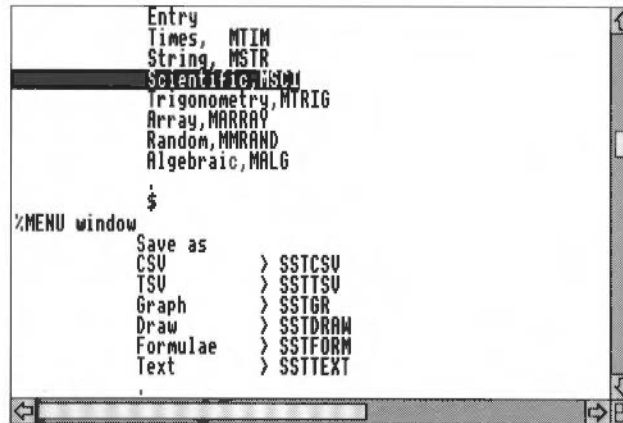 Entry
Times, MTIM
String, MSTR
Scientific,MSCI
Trigonometry,MTRIG
Array,MARRAY
Random,MMRAND
Algebraic,MALG
.
$
%MENU window
Save as
CSV > SSTCSV
TSV > SSTTSV
Graph > SSTGR
Draw > SSTDRAW
Formulae > SSTFORM
Text > SSTTEXT
.